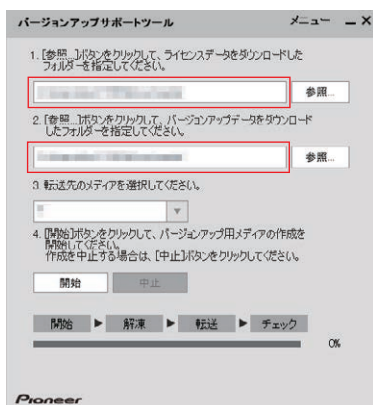 バージョンアップサポートツール
メニュー
1. [参照...]ボタンをクリックして、ライセンスデータをダウンロードした
フォルダーを指定してください。
参照...
2. [参照...]ボタンをクリックして、バージョンアップデータをダウンロード
したフォルダーを指定してください。
参照...
3. 転送先のメディアを選択してください。
4. [開始]ボタンをクリックして、バージョンアップ用メディアの作成を
開始してください。
作成を中止する場合は、[中止]ボタンをクリックしてください。
開始 中止
開始 ▶ 解凍 ▶ 転送 ▶ チェック
0%
Pioneer